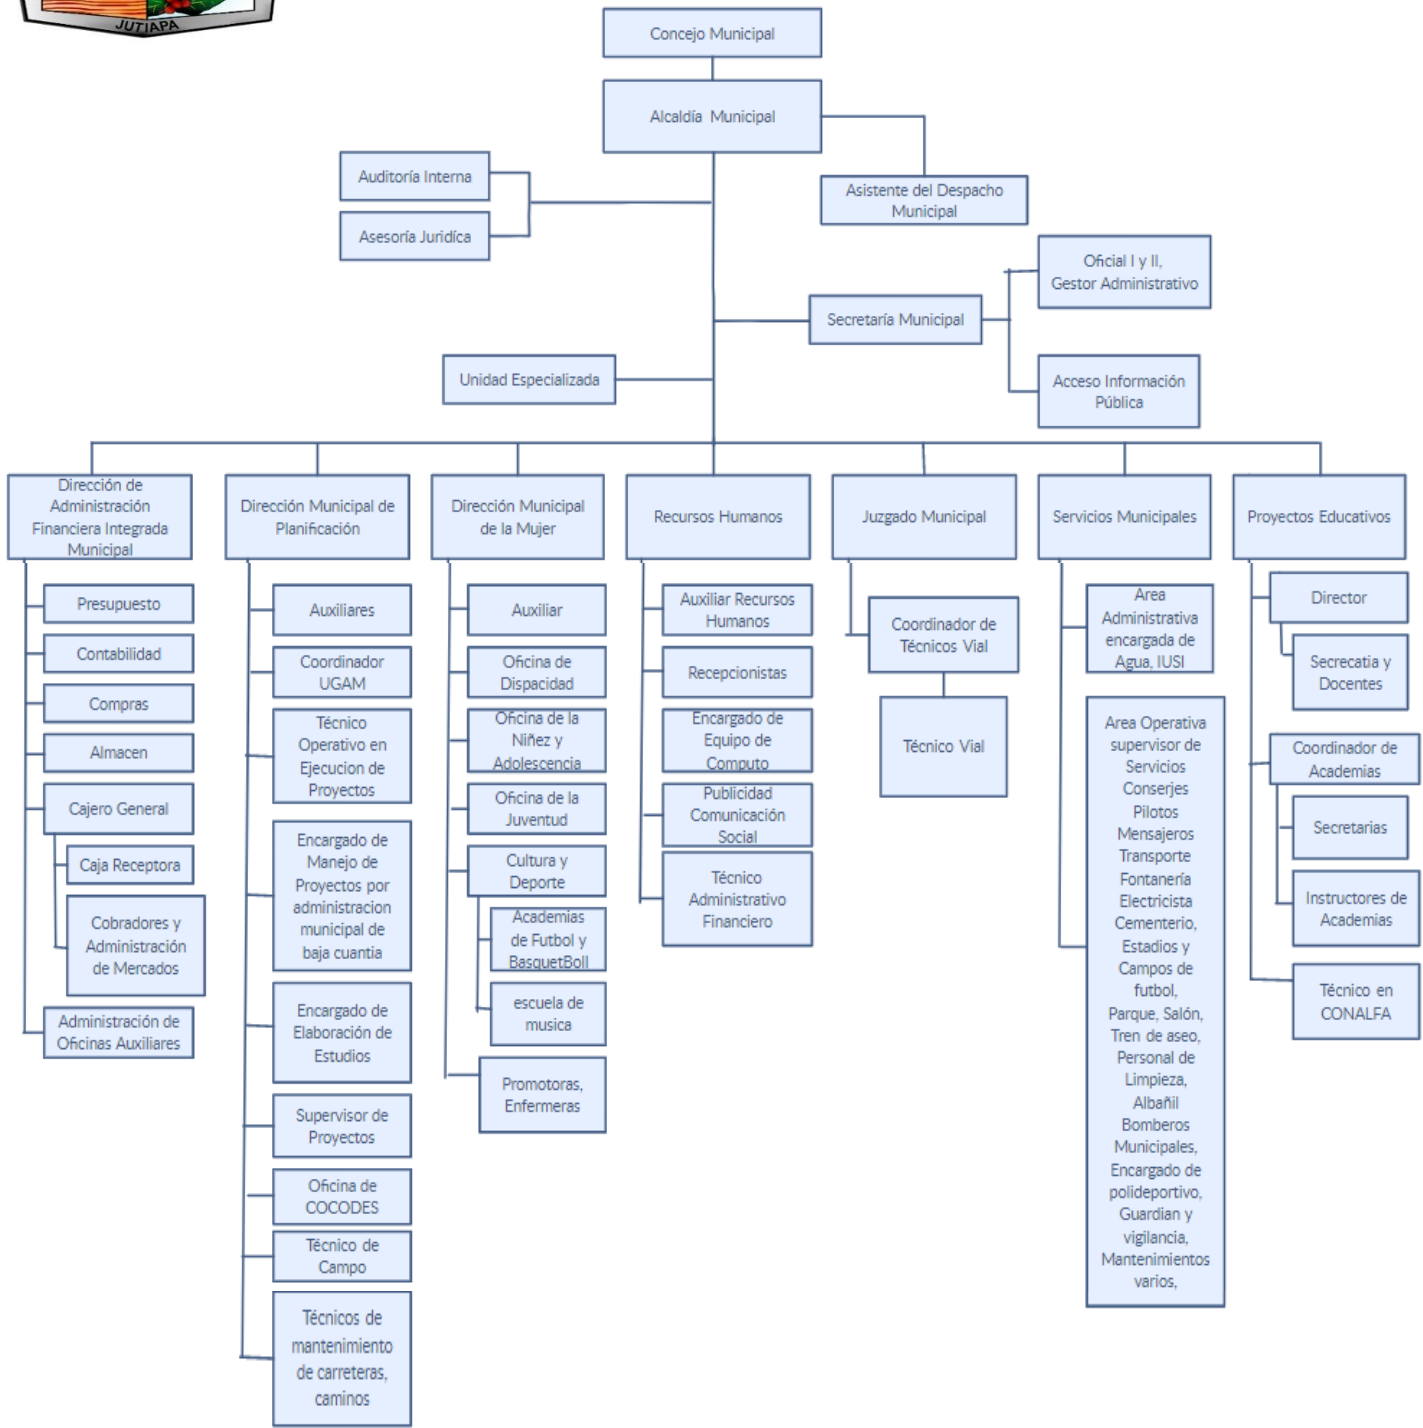 JUTIAPA
Concejo Municipal
Alcaldía Municipal
Auditoría Interna
Asesoría Juridíca
Asistente del Despacho
Municipal
Oficial I y II,
Gestor Administrativo
Secretaría Municipal
Acceso Información
Pública
Unidad Especializada
Dirección de
Administración
Financiera Integrada
Municipal
Presupuesto
Contabilidad
Compras
Almacen
Cajero General
Caja Receptora
Cobradores y
Administración
de Mercados
Administración de
Oficinas Auxiliares
Dirección Municipal de
Planificación
Auxiliares
Coordinador
UGAM
Técnico
Operativo en
Ejecucion de
Proyectos
Encargado de
Manejo de
Proyectos por
administracion
municipal de
baja cuantia
Encargado de
Elaboración de
Estudios
Supervisor de
Proyectos
Oficina de
COCODES
Técnico de
Campo
Técnicos de
mantenimiento
de carreteras,
caminos
Dirección Municipal
de la Mujer
Auxiliar
Oficina de
Dispacidad
Oficina de la
Niñez y
Adolescencia
Oficina de la
Juventud
Cultura y
Deporte
Academias
de Futbol y
BasquetBoll
escuela de
musica
Promotoras,
Enfermeras
Recursos Humanos
Auxiliar Recursos
Humanos
Recepcionistas
Encargado de
Equipo de
Computo
Publicidad
Comunicación
Social
Técnico
Administrativo
Financiero
Juzgado Municipal
Coordinador de
Técnicos Vial
Técnico Vial
Servicios Municipales
Area
Administrativa
encargada de
Agua, IUSI
Area Operativa
supervisor de
Servicios
Conserjes
Pilotos
Mensajeros
Transporte
Fontanería
Electricista
Cementerio,
Estadios y
Campos de
futbol,
Parque, Salón,
Tren de aseo,
Personal de
Limpieza,
Albañil
Bomberos
Municipales,
Encargado de
polideportivo,
Guardian y
vigilancia,
Mantenimientos
varios,
Proyectos Educativos
Director
Secrecatia y
Docentes
Coordinador de
Academias
Secretarias
Instructores de
Academias
Técnico en
CONALFA